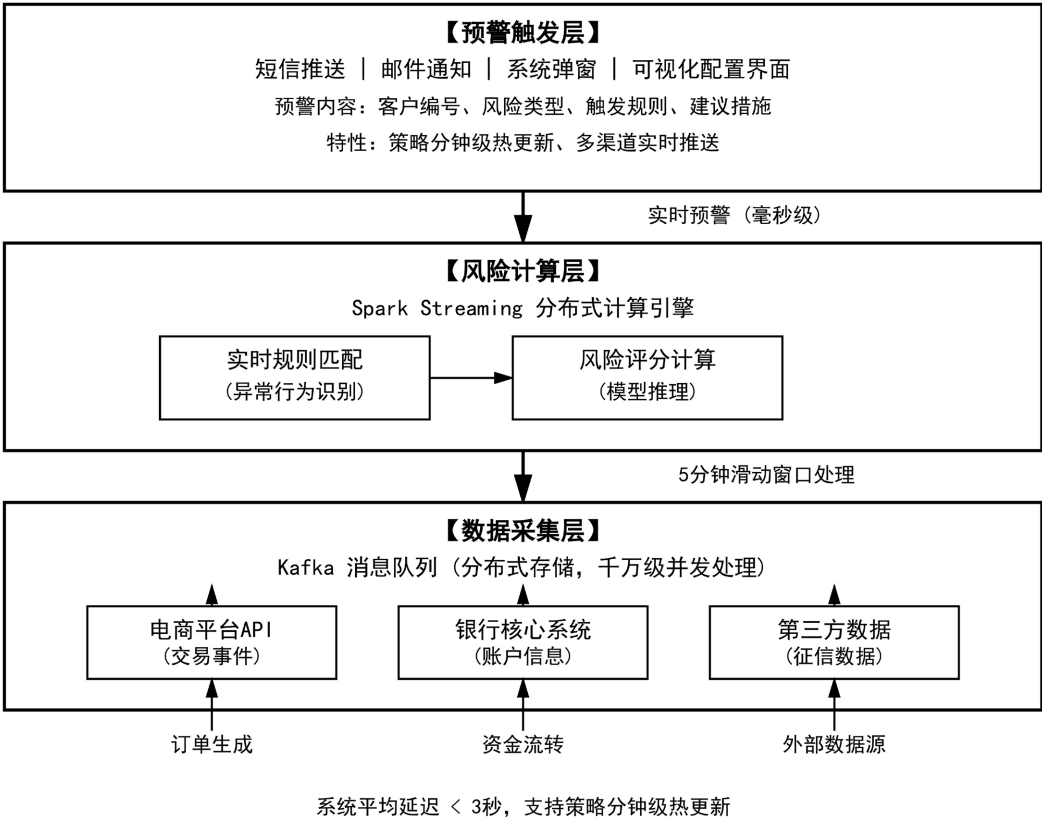 【预警触发层】
短信推送 | 邮件通知 | 系统弹窗 | 可视化配置界面
预警内容：客户编号、风险类型、触发规则、建议措施
特性：策略分钟级热更新、多渠道实时推送
实时预警 (毫秒级)
【风险计算层】
Spark Streaming 分布式计算引擎
实时规则匹配
(异常行为识别)
风险评分计算
(模型推理)
5分钟滑动窗口处理
【数据采集层】
Kafka 消息队列 (分布式存储，千万级并发处理)
电商平台API
(交易事件)
银行核心系统
(账户信息)
第三方数据
(征信数据)
订单生成
资金流转
外部数据源
系统平均延迟 < 3秒，支持策略分钟级热更新